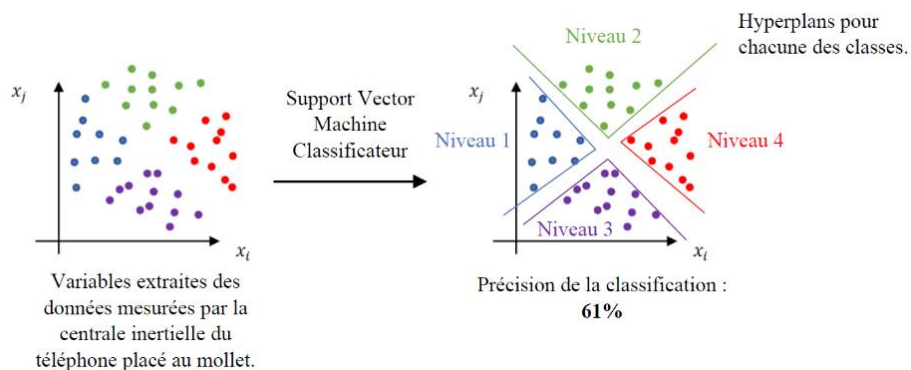 Niveau 2
Hyperplans pour
chacune des classes.
x_j
Support Vector
Machine
Classificateur
x_j
Niveau 1
Niveau 4
Niveau 3
x_i
x_i
Variables extraites des
données mesurées par la
centrale inertielle du
téléphone placé au mollet.
Précision de la classification :
61%